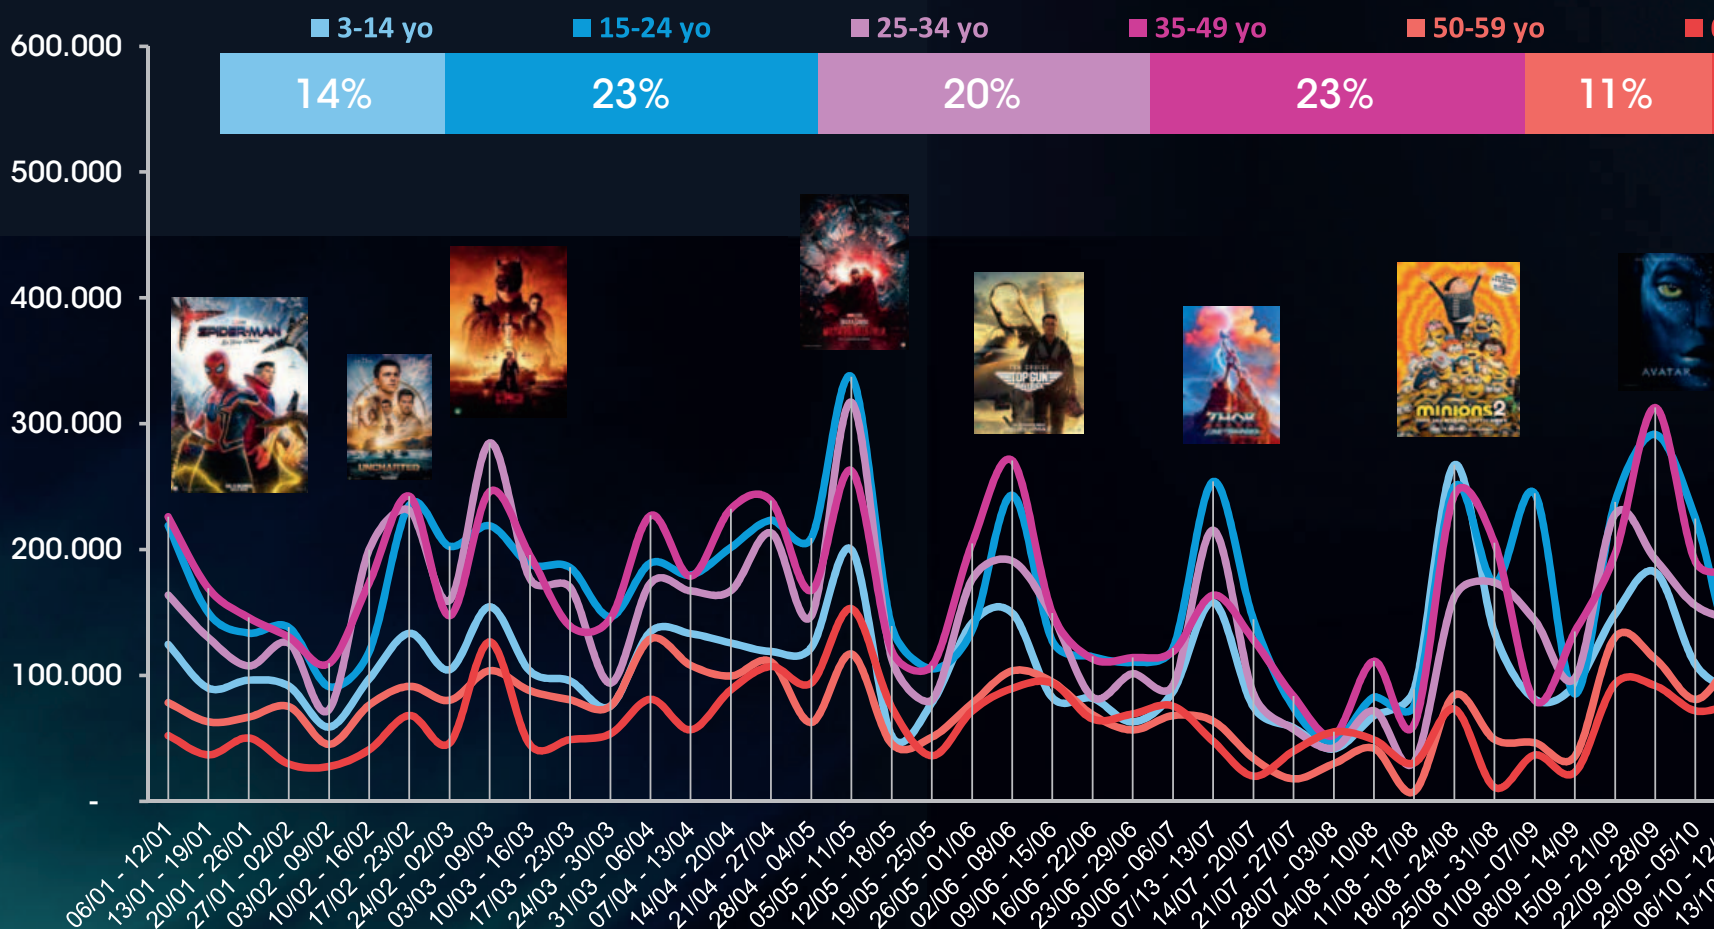 3-14 yo
15-24 yo
25-34 yo
35-49 yo
50-59 yo
14%
23%
20%
23%
11%
600.000
500.000
400.000
300.000
200.000
100.000
-
SPIDER-MAN
UNCHARTED
TOM CRUISE
TOP GUN
THOR
minions2
AVATAR
06/01 - 12/01
13/01 - 19/01
20/01 - 26/01
27/01 - 02/02
03/02 - 09/02
10/02 - 16/02
17/02 - 23/02
24/02 - 02/03
03/03 - 09/03
10/03 - 16/03
17/03 - 23/03
24/03 - 30/03
31/03 - 06/04
07/04 - 13/04
14/04 - 20/04
21/04 - 27/04
28/04 - 04/05
05/05 - 11/05
12/05 - 18/05
19/05 - 25/05
26/05 - 01/06
02/06 - 08/06
09/06 - 15/06
16/06 - 22/06
23/06 - 29/06
30/06 - 06/07
07/13 - 13/07
14/07 - 20/07
21/07 - 27/07
28/07 - 03/08
04/08 - 10/08
11/08 - 17/08
18/08 - 24/08
25/08 - 31/08
01/09 - 07/09
08/09 - 14/09
15/09 - 21/09
22/09 - 28/09
29/09 - 05/10
06/10 - 12/
13/10